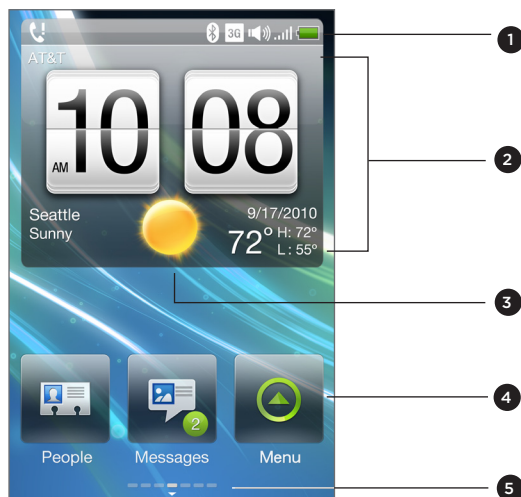 3G
1
AT&T
AM 10 08
2
Seattle
9/17/2010
Sunny
72° H: 72°
L: 55°
3
2
4
People Messages Menu
5